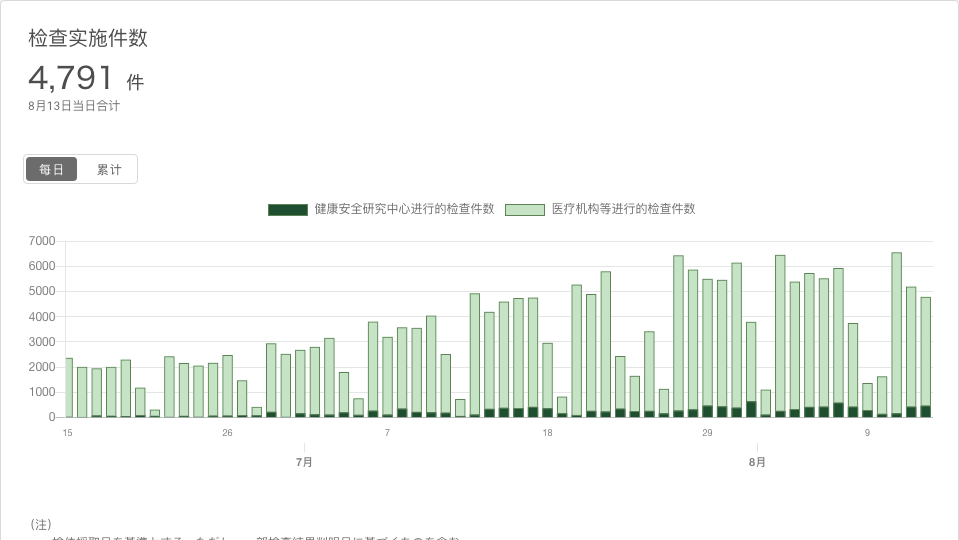 检查实施件数
4,791 件
8月13日当日合计
每日 累计
健康安全研究中心进行的检查件数 医疗机构等进行的检查件数
7000
6000
5000
4000
3000
2000
1000
0
15 26 7 18 29 9
7月 8月
（注）